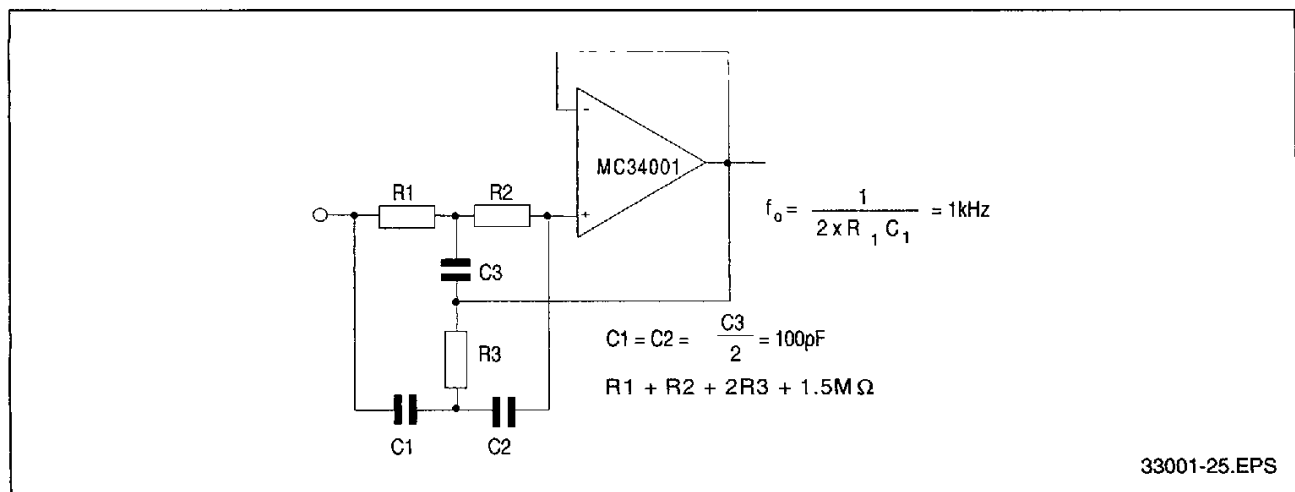 -
MC34001
+
R1
R2
C3
R3
C1
C2
f o = 1 / 2 x R 1 C 1 = 1kHz
C1 = C2 = C3 / 2 = 100pF
R1 + R2 + 2R3 + 1.5MΩ
33001-25.EPS